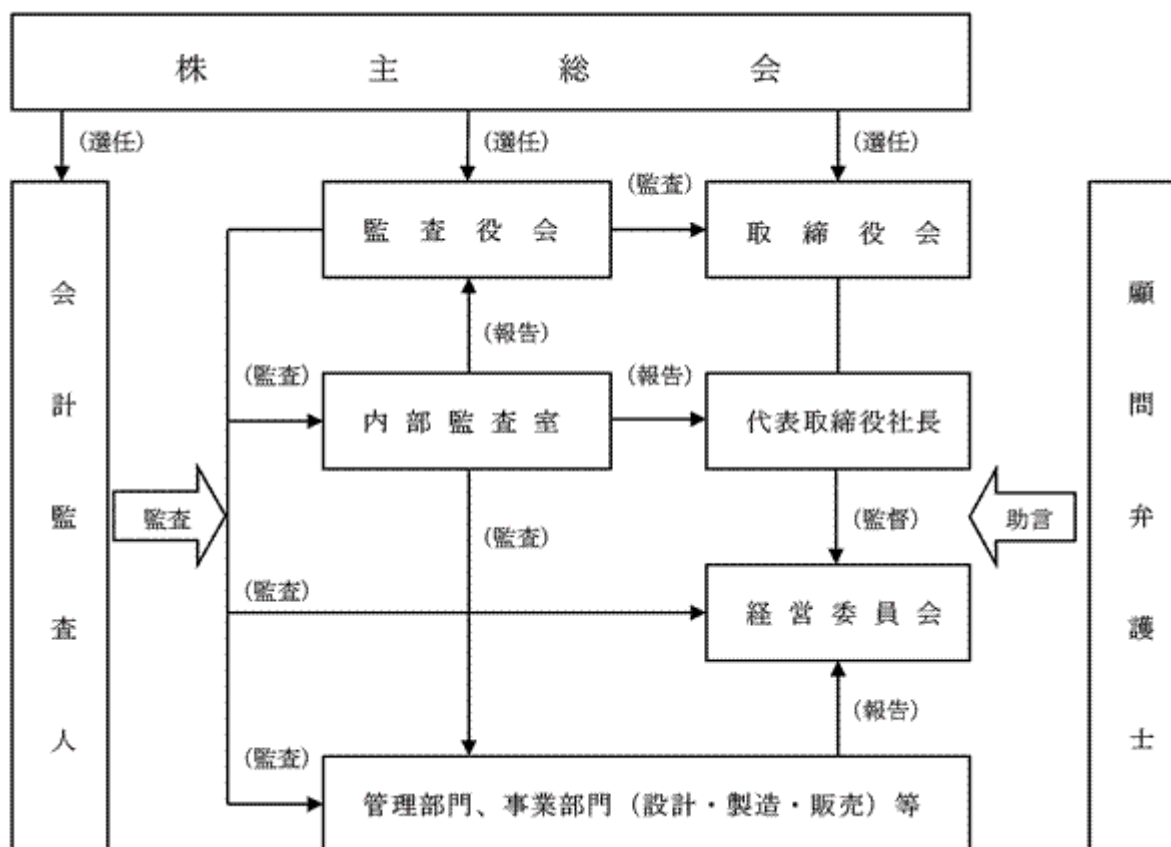 株主総会
(選任)
(選任)
(選任)
(監査)
監査役会
取締役会
会計監査人
顧問弁護士
(報告)
(監査)
(報告)
内部監査室
代表取締役社長
監査
(監査)
(監督)
助言
(監査)
経営委員会
(報告)
(監査)
管理部門、事業部門(設計・製造・販売)等